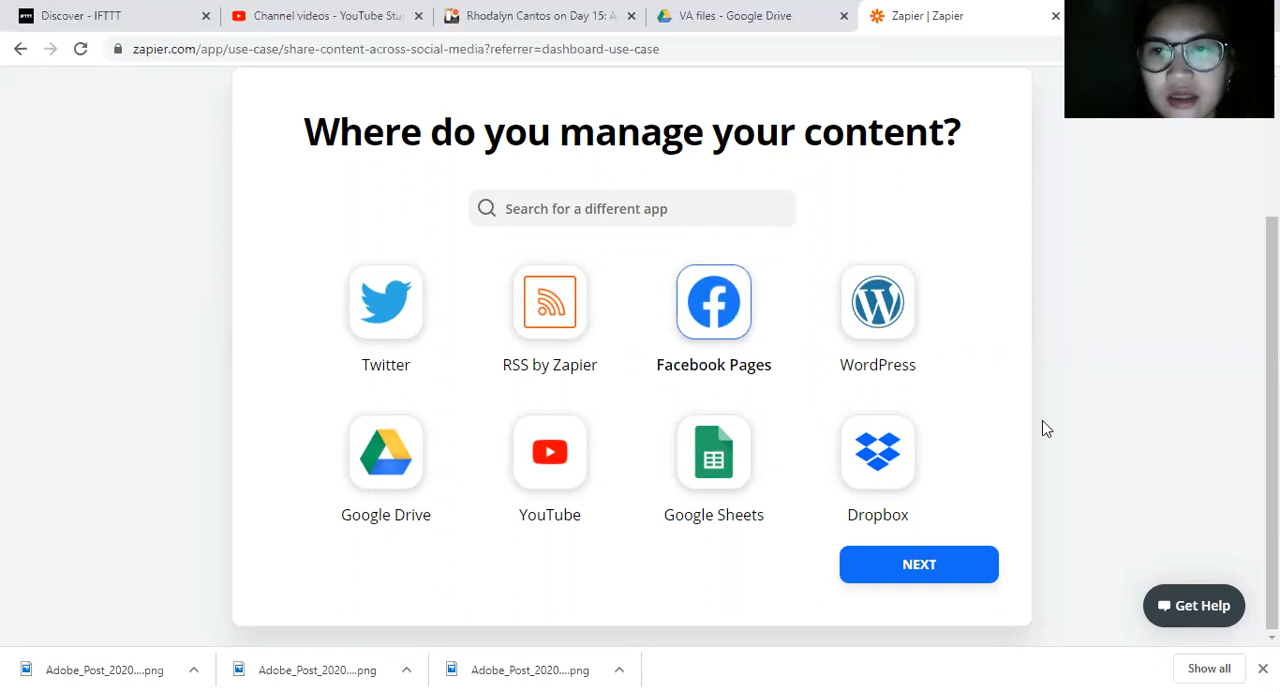 Discover - IFTTT
Channel videos - YouTube Stu
Rhodalyn Cantos on Day 15: A
VA files - Google Drive
Zapier | Zapier
zapier.com/app/use-case/share-content-across-social-media?referrer=dashboard-use-case
Where do you manage your content?
Search for a different app
Twitter
RSS by Zapier
Facebook Pages
WordPress
Google Drive
YouTube
Google Sheets
Dropbox
NEXT
Get Help
Adobe_Post_2020....png
Adobe_Post_2020....png
Adobe_Post_2020....png
Show all